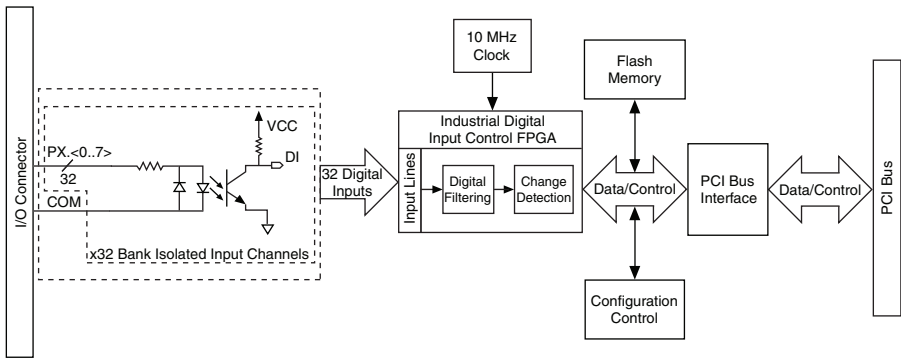 I/O Connector
PX.<0..7>
32
COM
VCC
DI
x32 Bank Isolated Input Channels
32 Digital
Inputs
10 MHz
Clock
Industrial Digital
Input Control FPGA
Input Lines
Digital
Filtering
Change
Detection
Flash
Memory
Data/Control
Configuration
Control
PCI Bus
Interface
Data/Control
PCI Bus